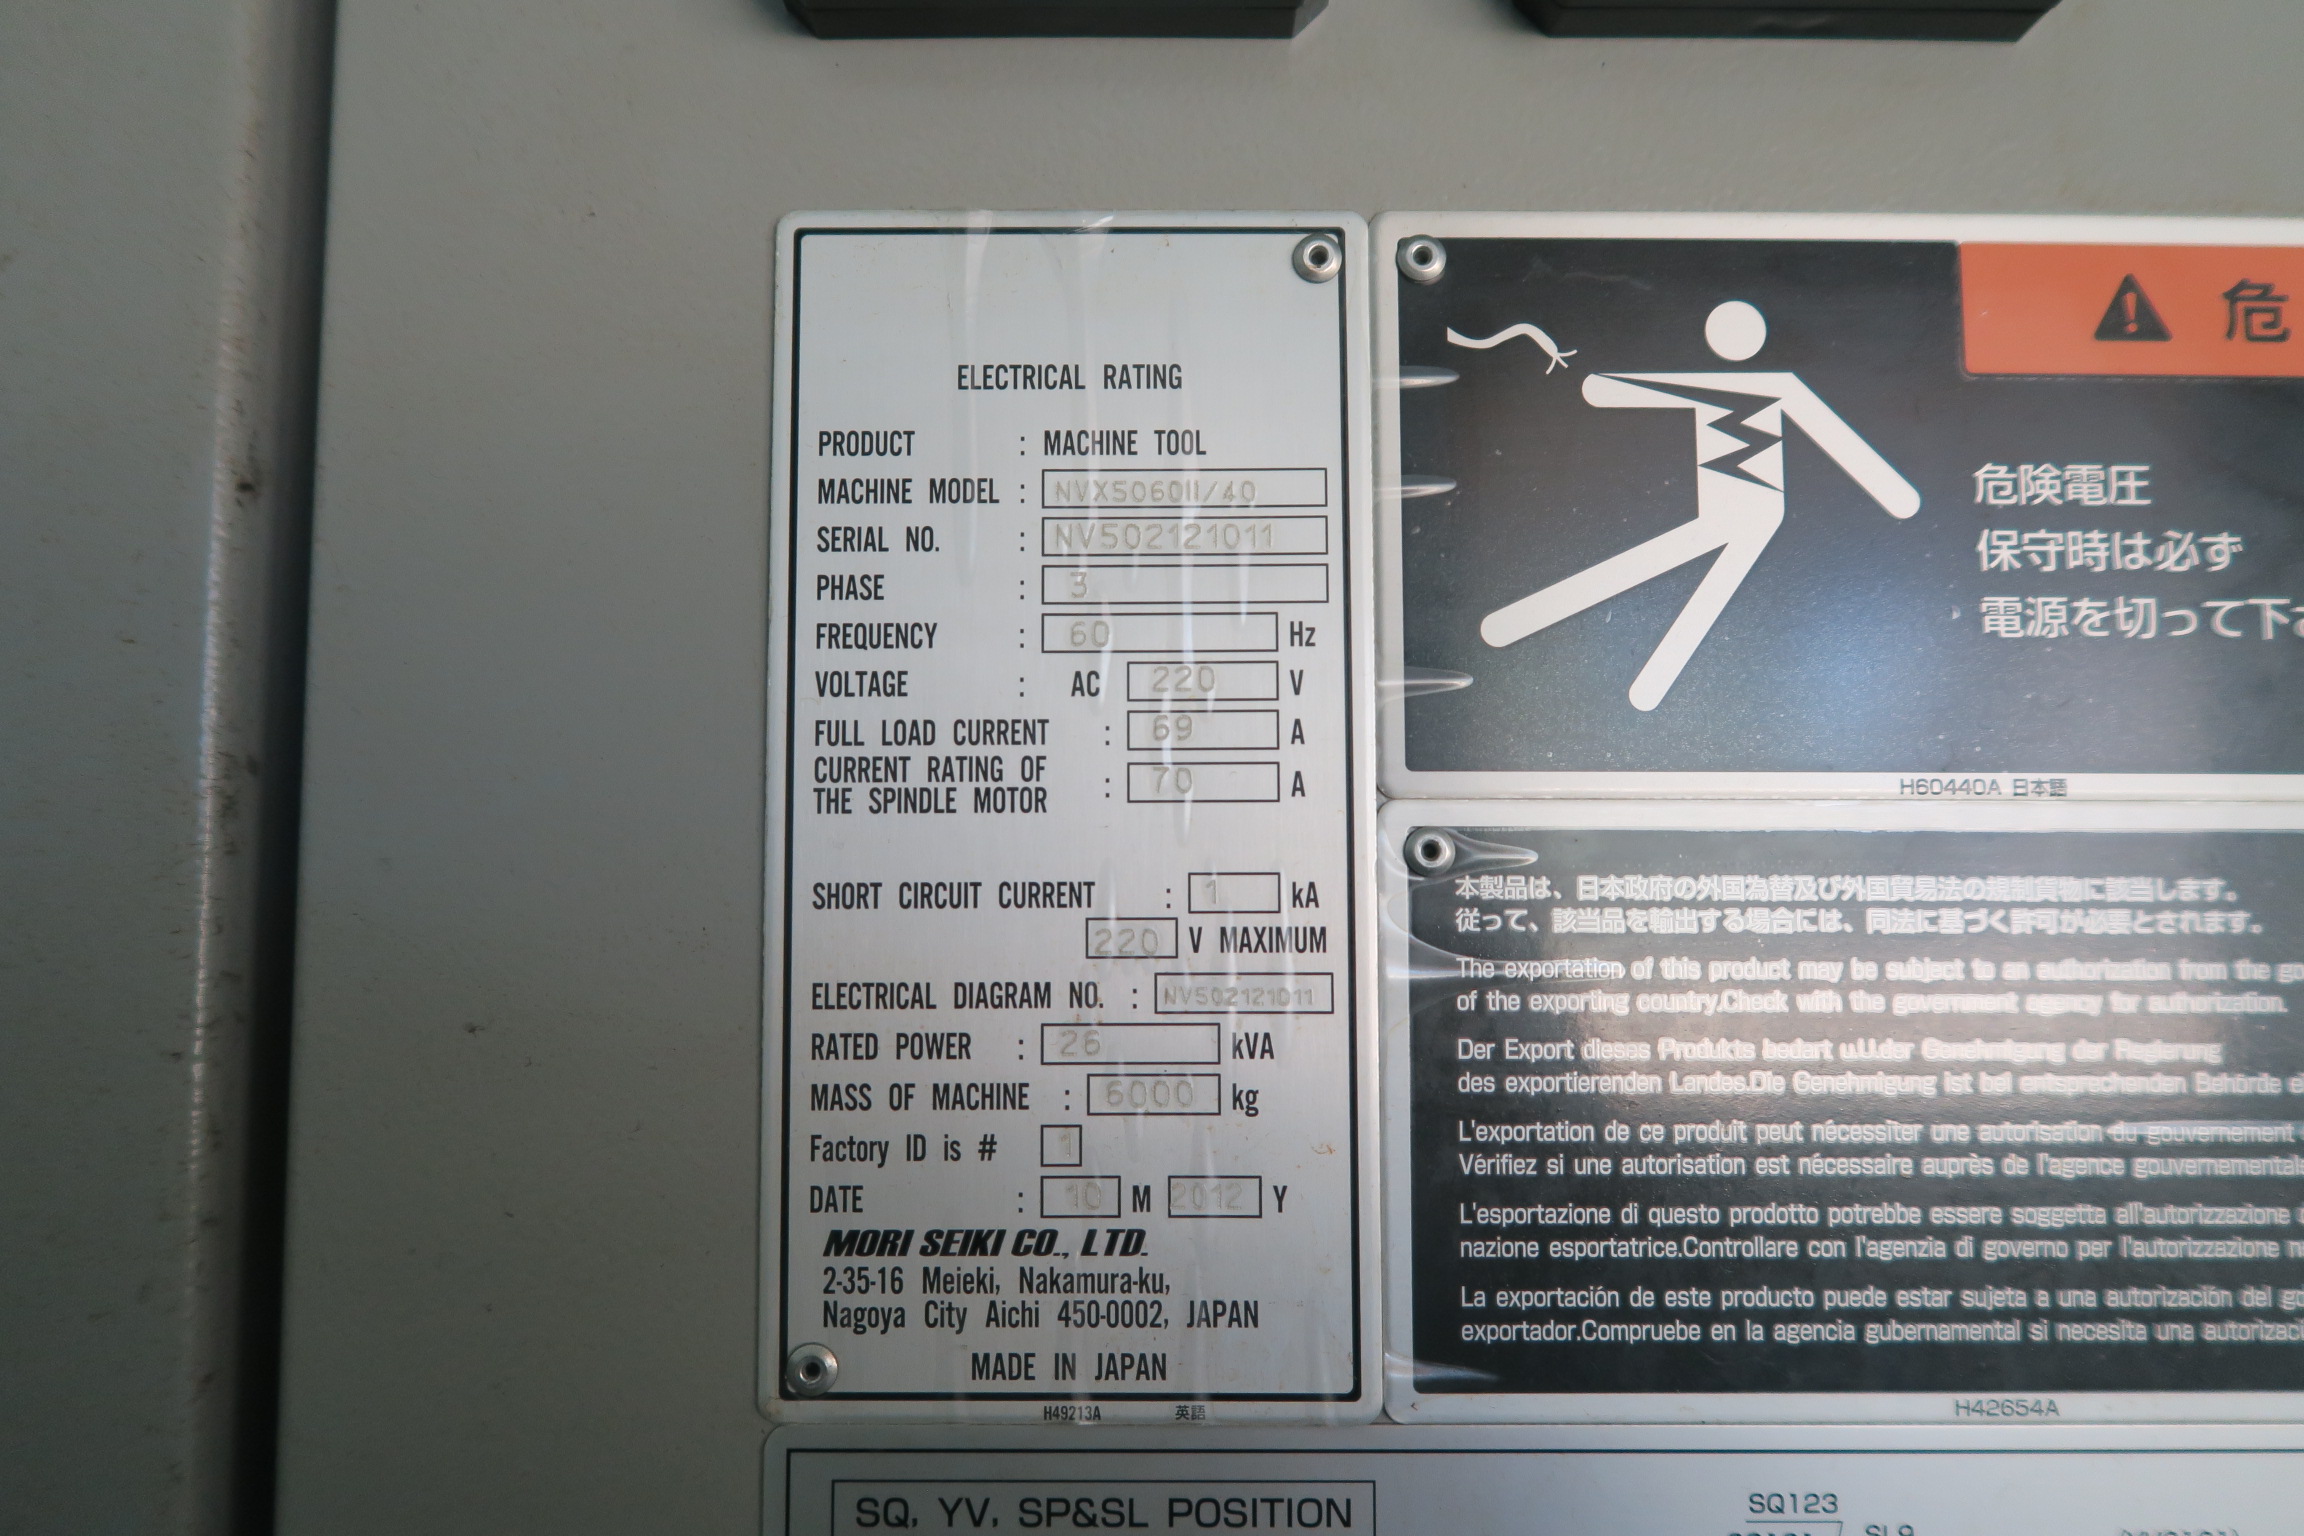 ELECTRICAL RATING
PRODUCT : MACHINE TOOL
MACHINE MODEL : NVX5060II/40
SERIAL NO. : NV502121011
PHASE : 3
FREQUENCY : 60 Hz
VOLTAGE : AC 220 V
FULL LOAD CURRENT : 69 A
CURRENT RATING OF
THE SPINDLE MOTOR : 70 A
SHORT CIRCUIT CURRENT : 1 kA
220 V MAXIMUM
ELECTRICAL DIAGRAM NO. : NV502121011
RATED POWER : 26 kVA
MASS OF MACHINE : 6000 kg
Factory ID is # 1
DATE : 10 M 2012 Y
MORI SEIKI CO., LTD.
2-35-16 Meieki, Nakamura-ku,
Nagoya City Aichi 450-0002, JAPAN
MADE IN JAPAN
H49213A 英語
危
危険電圧
保守時は必ず
電源を切って下
H60440A 日本語
本製品は、日本政府の外国為替及び外国貿易法の規制貨物に該当します。
従って、該当品を輸出する場合には、同法に基づく許可が必要とされます。
The exportation of this product may be subject to an authorization from the
of the exporting country.Check with the government agency for authorization.
Der Export dieses Produkts bedarf u.U.der Genehmigung der Regierung
des exportierenden Landes.Die Genehmigung ist bei entsprechenden Behörde
L'exportation de ce produit peut nécessiter une autorisation du gouvernement
Vérifiez si une autorisation est nécessaire auprès de l'agence
L'esportazione di questo prodotto potrebbe essere soggetta all'autorizzazione
nazione esportatrice.Controllare con l'agenzia di governo per l'autorizzazione
La exportación de este producto puede estar sujeta a una autorización del
exportador.Compruebe en la agencia gubernamental si necesita una
H42654A
SQ, YV, SP&SL POSITION
SQ123